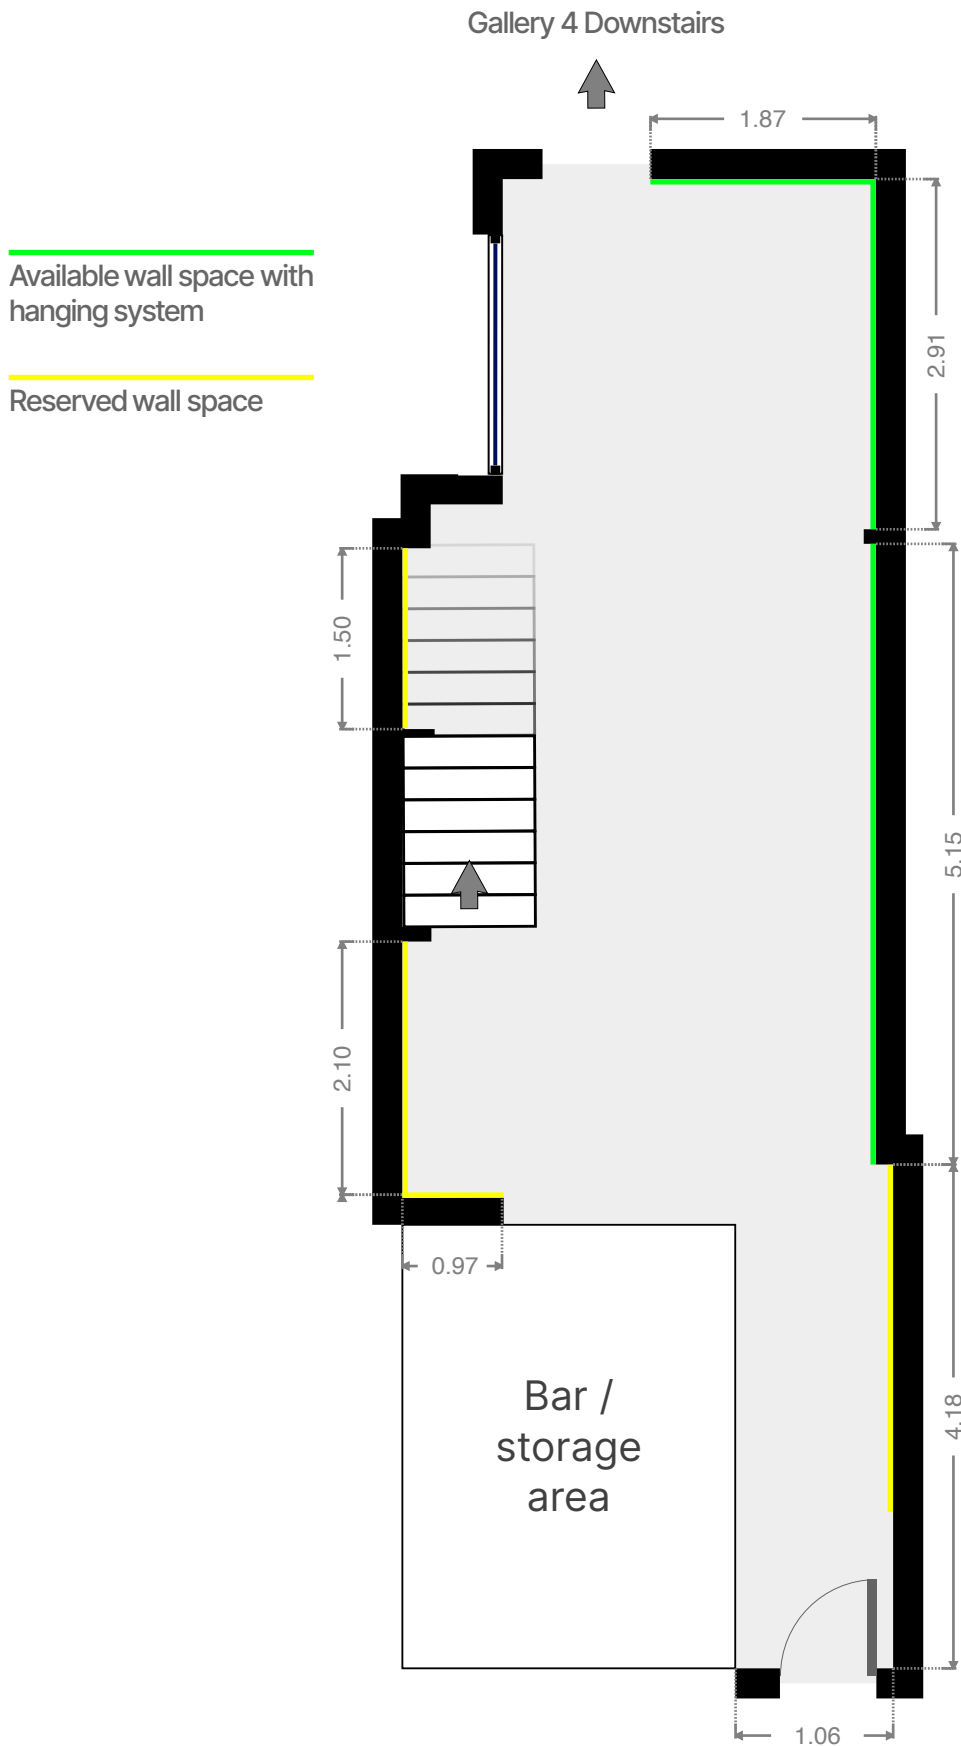 Gallery 4 Downstairs
1.87
Available wall space with
hanging system
2.91
Reserved wall space
1.50
5.15
2.10
0.97
Bar /
storage
area
4.18
1.06